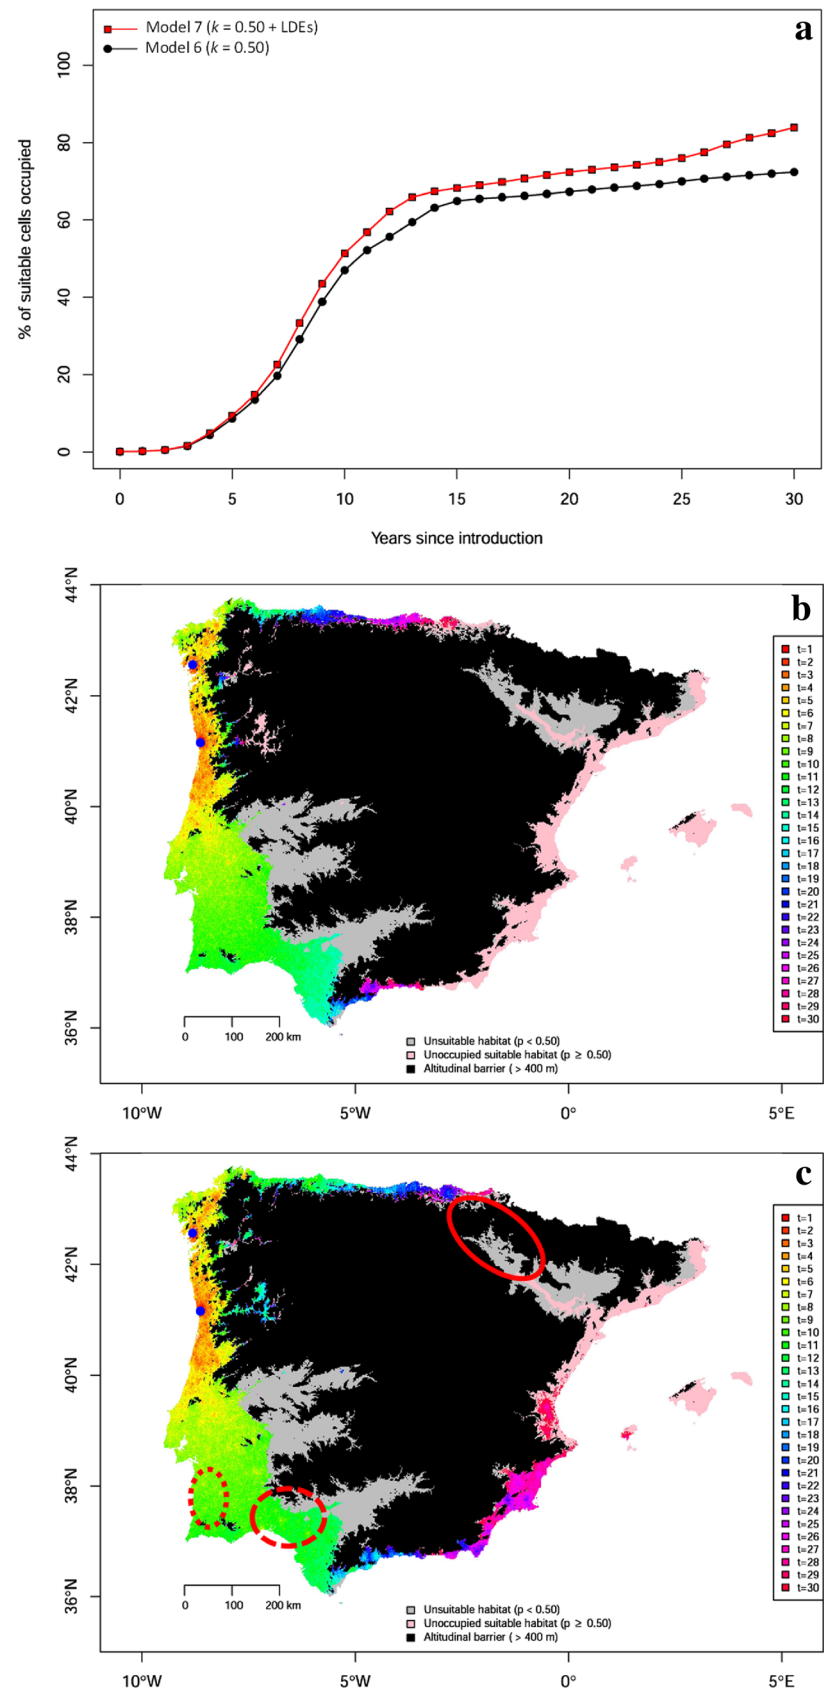 Model 7 (k = 0.50 + LDEs)
Model 6 (k = 0.50)
a
100
80
60
40
20
0
% of suitable cells occupied
0 5 10 15 20 25 30
Years since introduction
b
44°N
42°N
40°N
38°N
36°N
t=1
t=2
t=3
t=4
t=5
t=6
t=7
t=8
t=9
t=10
t=11
t=12
t=13
t=14
t=15
t=16
t=17
t=18
t=19
t=20
t=21
t=22
t=23
t=24
t=25
t=26
t=27
t=28
t=29
t=30
0 100 200 km
Unsuitable habitat (p < 0.50)
Unoccupied suitable habitat (p ≥ 0.50)
Altitudinal barrier ( > 400 m)
10°W 5°W 0° 5°E
c
44°N
42°N
40°N
38°N
36°N
t=1
t=2
t=3
t=4
t=5
t=6
t=7
t=8
t=9
t=10
t=11
t=12
t=13
t=14
t=15
t=16
t=17
t=18
t=19
t=20
t=21
t=22
t=23
t=24
t=25
t=26
t=27
t=28
t=29
t=30
0 100 200 km
Unsuitable habitat (p < 0.50)
Unoccupied suitable habitat (p ≥ 0.50)
Altitudinal barrier ( > 400 m)
10°W 5°W 0° 5°E